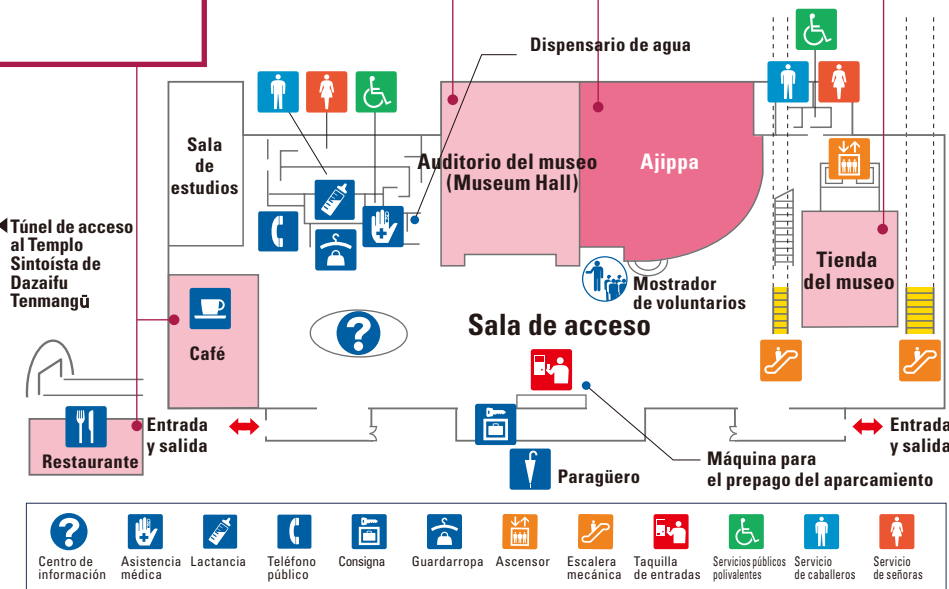 Dispensario de agua
Sala
de
estudios
Auditorio del museo
(Museum Hall)
Ajippa
Túnel de acceso
al Templo
Sintoísta de
Dazaifu
Tenmangū
Tienda
del museo
Mostrador
de voluntarios
Sala de acceso
?
Café
Entrada
y salida
Restaurante
Entrada
y salida
Máquina para
el prepago del aparcamiento
Paragüero
?
Centro de
información
Asistencia
médica
Lactancia
Teléfono
público
Consigna
Guardarropa
Ascensor
Escalera
mecánica
Taquilla
de entradas
Servicios públicos
polivalentes
Servicio
de caballeros
Servicio
de señoras